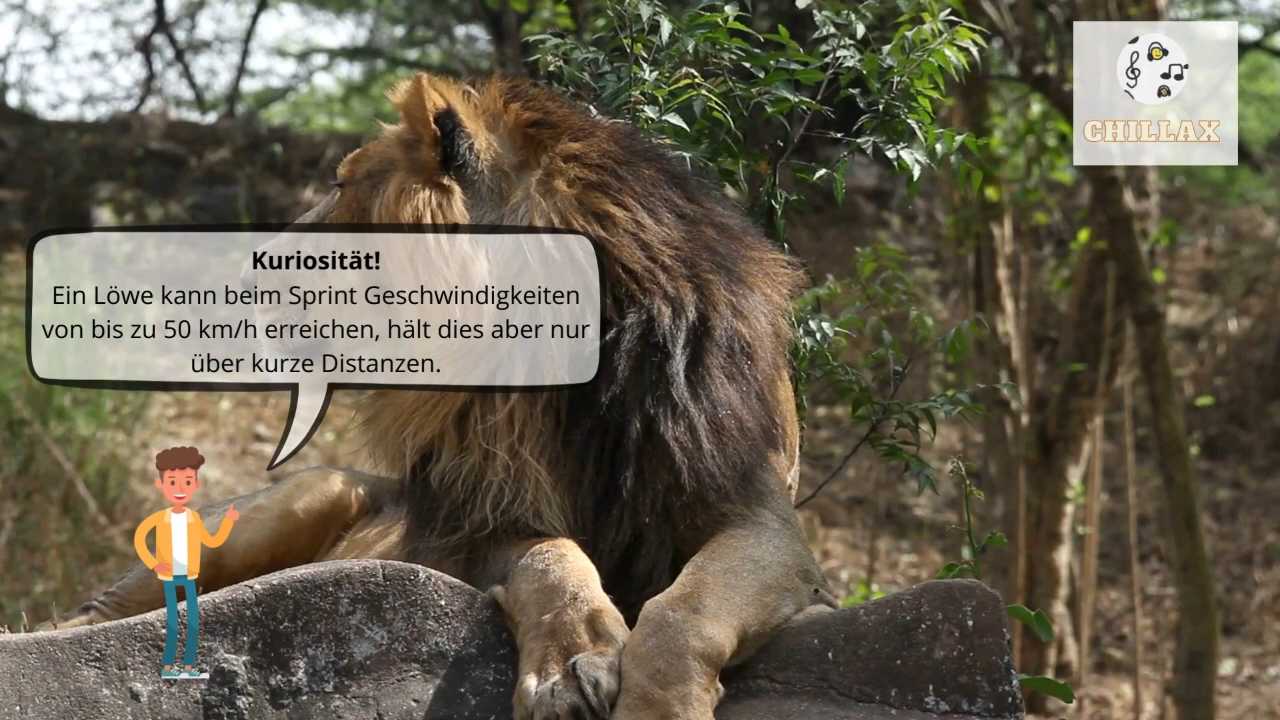 CHILLAX
Kuriosität!
Ein Löwe kann beim Sprint Geschwindigkeiten
von bis zu 50 km/h erreichen, hält dies aber nur
über kurze Distanzen.